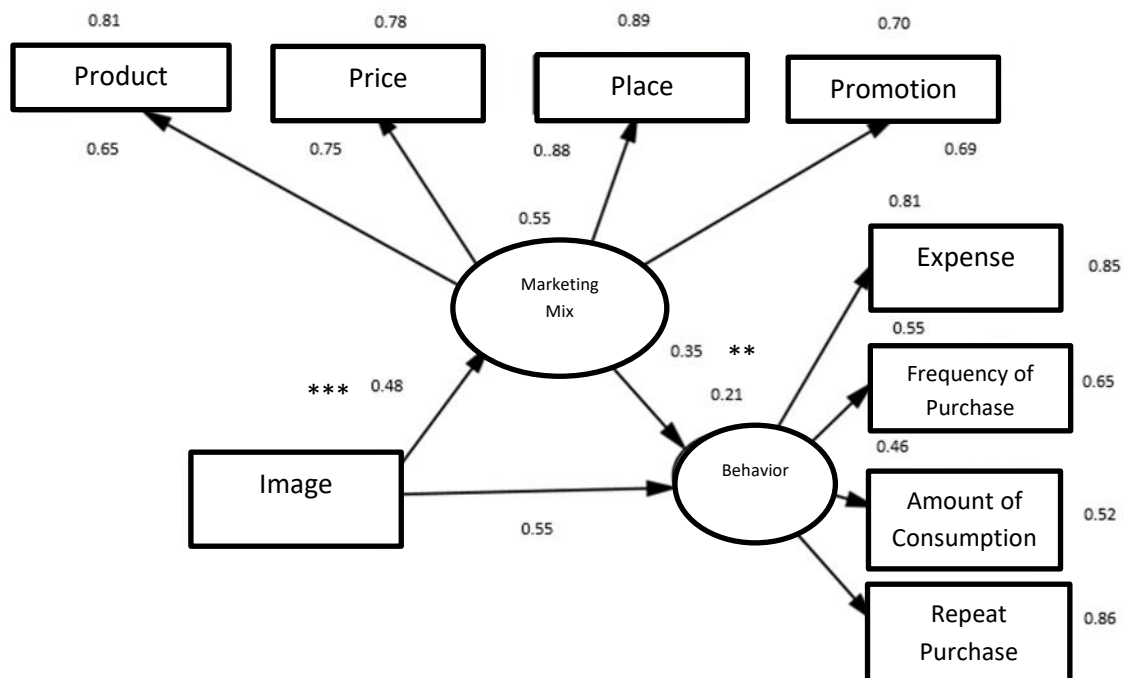 0.81
0.78
0.89
0.70
Product
Price
Place
Promotion
0.65
0.75
0..88
0.69
0.55
0.81
Expense
0.85
Marketing
Mix
0.35 **
0.55
*** 0.48
0.21
Frequency of
Purchase
0.65
0.46
Image
Behavior
0.55
Amount of
Consumption
0.52
Repeat
Purchase
0.86